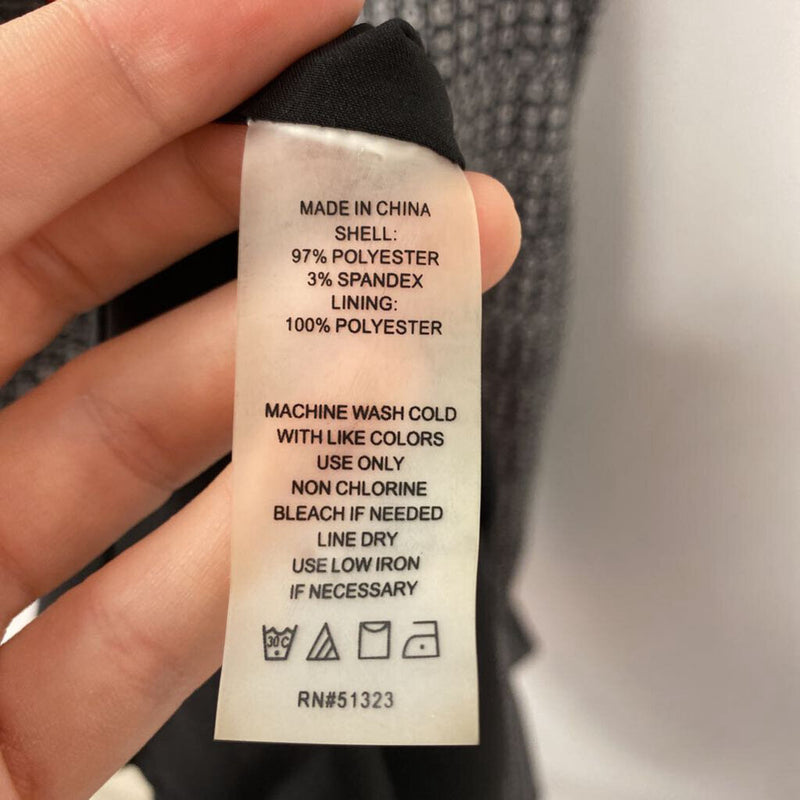 MADE IN CHINA
SHELL:
97% POLYESTER
3% SPANDEX
LINING:
100% POLYESTER
MACHINE WASH COLD
WITH LIKE COLORS
USE ONLY
NON CHLORINE
BLEACH IF NEEDED
LINE DRY
USE LOW IRON
IF NECESSARY
30C
RN#51323